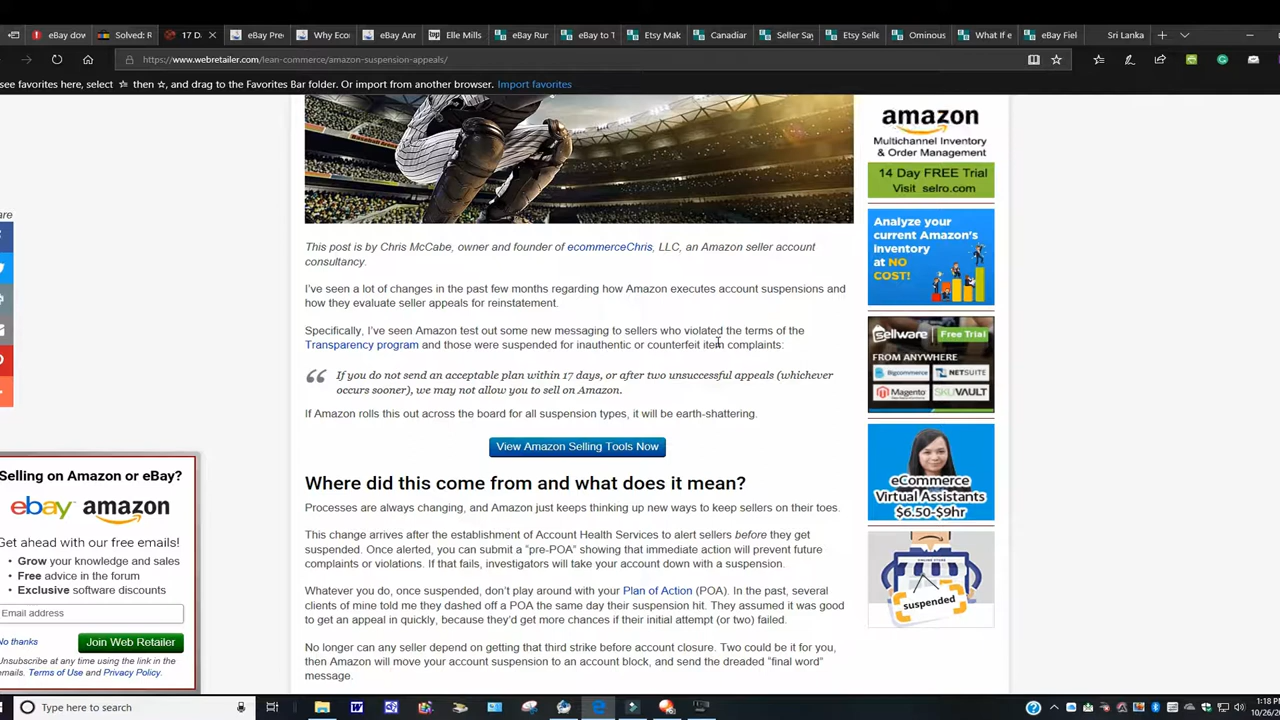 eBay dow
Solved: R
17 D
eBay Pre
Why Eco
eBay Anr
Elle Mills
eBay Rur
eBay to T
Etsy Mak
Canadiar
Seller Say
Etsy Selle
Ominous
What If e
eBay Fiel
Sri Lanka
https://www.webretailer.com/lean-commerce/amazon-suspension-appeals/
see favorites here, select ☆ then ☆, and drag to the Favorites Bar folder. Or import from another browser. Import favorites
are
This post is by Chris McCabe, owner and founder of ecommerceChris, LLC, an Amazon seller account
consultancy.
I've seen a lot of changes in the past few months regarding how Amazon executes account suspensions and
how they evaluate seller appeals for reinstatement.
Specifically, I've seen Amazon test out some new messaging to sellers who violated the terms of the
Transparency program and those were suspended for inauthentic or counterfeit item complaints:
If you do not send an acceptable plan within 17 days, or after two unsuccessful appeals (whichever
occurs sooner), we may not allow you to sell on Amazon.
If Amazon rolls this out across the board for all suspension types, it will be earth-shattering.
View Amazon Selling Tools Now
Where did this come from and what does it mean?
Processes are always changing, and Amazon just keeps thinking up new ways to keep sellers on their toes.
This change arrives after the establishment of Account Health Services to alert sellers before they get
suspended. Once alerted, you can submit a "pre-POA" showing that immediate action will prevent future
complaints or violations. If that fails, investigators will take your account down with a suspension.
Whatever you do, once suspended, don't play around with your Plan of Action (POA). In the past, several
clients of mine told me they dashed off a POA the same day their suspension hit. They assumed it was good
to get an appeal in quickly, because they'd get more chances if their initial attempt (or two) failed.
No longer can any seller depend on getting that third strike before account closure. Two could be it for you,
then Amazon will move your account suspension to an account block, and send the dreaded "final word"
message.
Selling on Amazon or eBay?
ebay amazon
Get ahead with our free emails!
Grow your knowledge and sales
Free advice in the forum
Exclusive software discounts
Email address
No thanks
Join Web Retailer
Unsubscribe at any time using the link in the
emails. Terms of Use and Privacy Policy.
amazon
Multichannel Inventory
& Order Management
14 Day FREE Trial
Visit selro.com
Analyze your
current Amazon's
inventory
at NO
COST!
sellware Free Trial
FROM ANYWHERE
Bigcommerce
NETSUITE
Magento
SKUVAULT
eCommerce
Virtual Assistants
$6.50-$9hr
suspended
Type here to search
1:18 PM
10/26/20